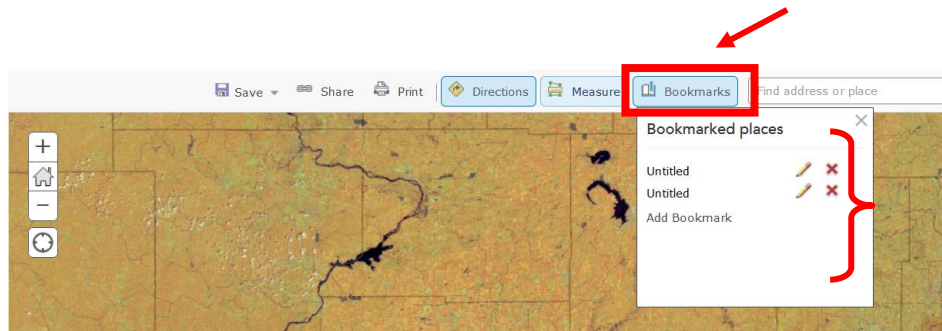 Save Share Print Directions Measure Bookmarks Find address or place
Bookmarked places
Untitled
Untitled
Add Bookmark